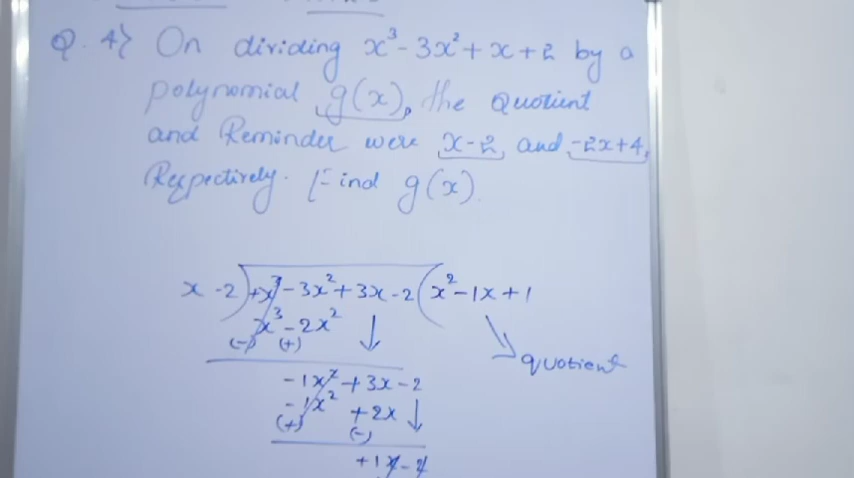 Q. 4} On dividing x³ - 3x² + x + 2 by a
polynomial g(x), the Quotient
and Reminder were x-2, and -2x+4,
Respectively. Find g(x).
x - 2) +x³ - 3x² + 3x - 2 ( x² - 1x + 1
x³ - 2x²
(-) (+)
quotient
- 1x² + 3x - 2
- 1x² + 2x
(+) (-)
+ 1x - 2